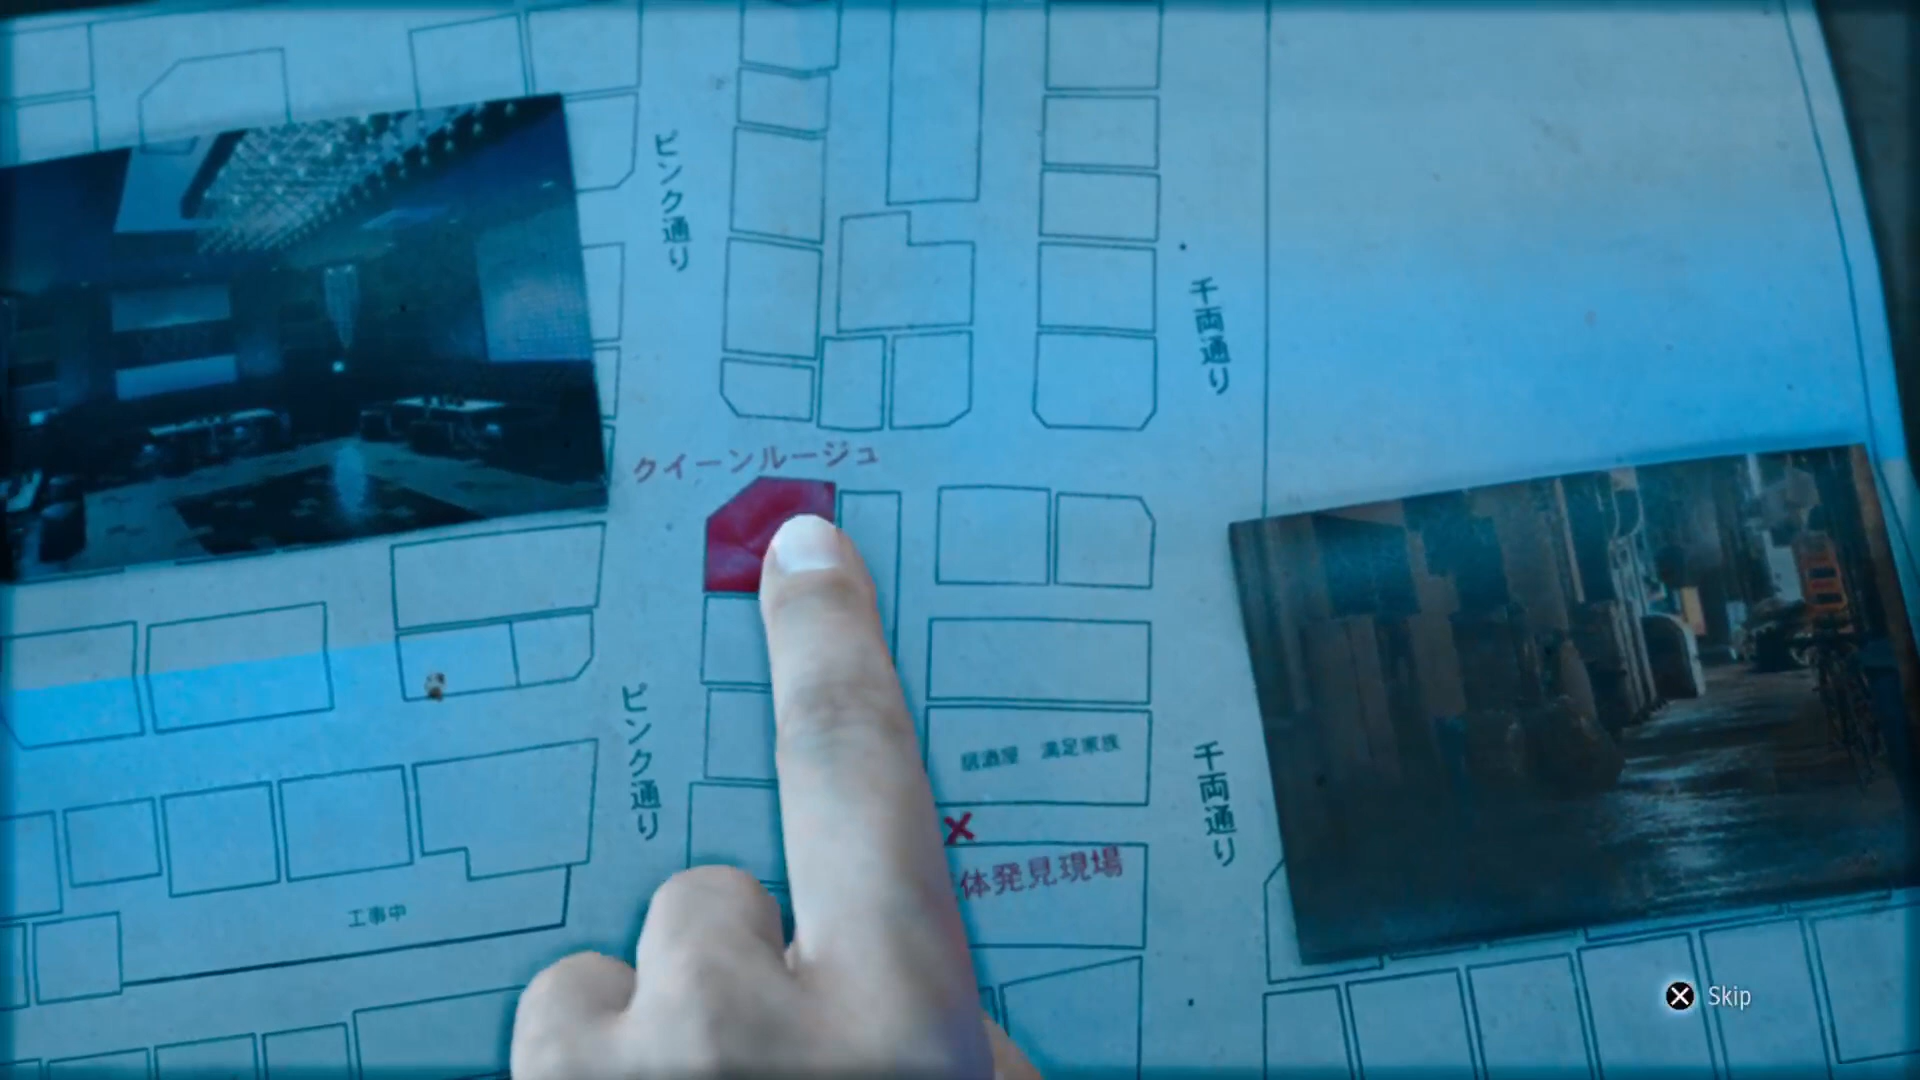 ピンク通り
千両通り
クイーンルージュ
ピンク通り
居酒屋 満足家族
千両通り
体発見現場
工事中
Skip